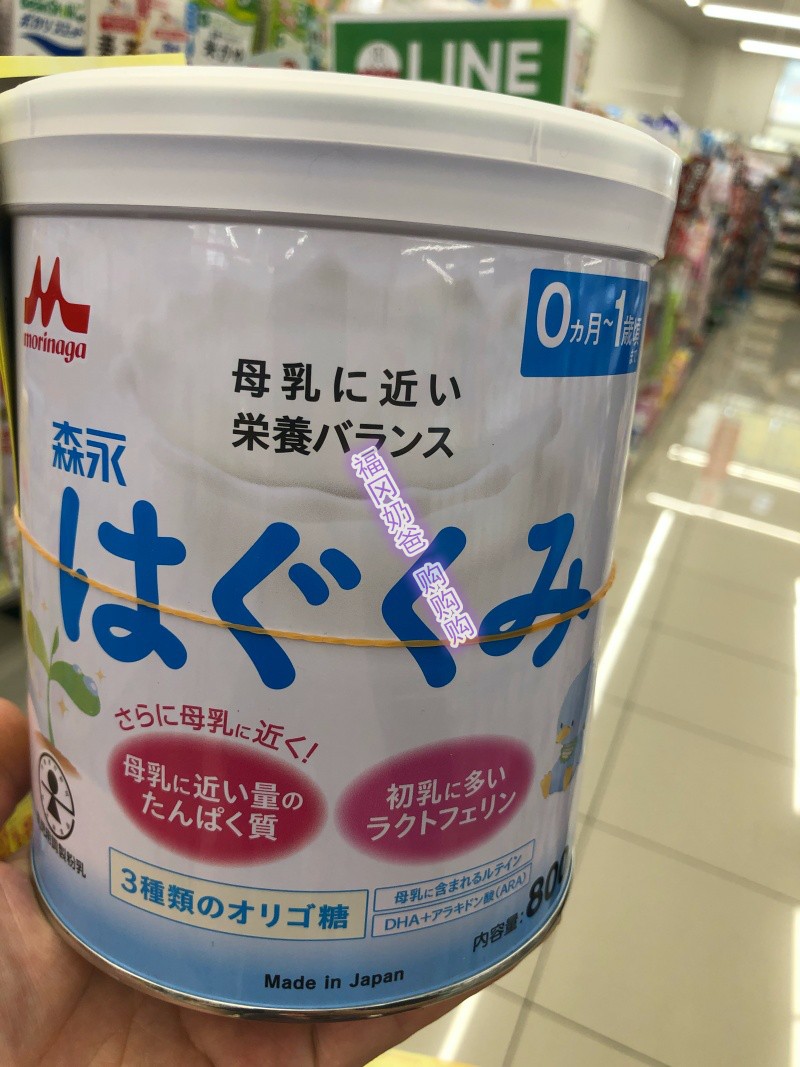 LINE
morinaga
0ヵ月~1歳頃
まで
母乳に近い
栄養バランス
森永
はぐくみ
福冈奶爸 购购购
さらに母乳に近く!
母乳に近い量の
たんぱく質
初乳に多い
ラクトフェリン
3種類のオリゴ糖
母乳に含まれるルテイン
DHA+アラキドン酸(ARA)
内容量:800
Made in Japan